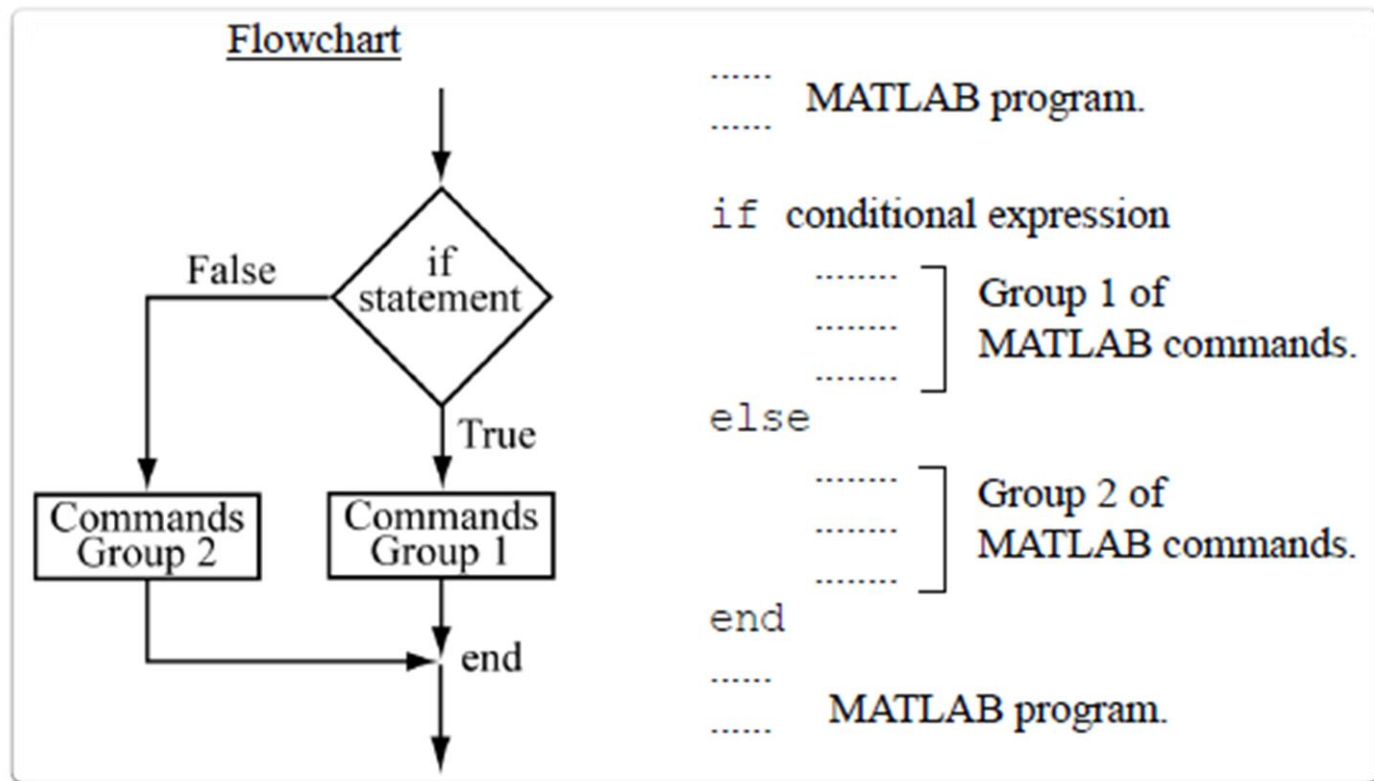 Flowchart
if
statement
False
True
Commands
Group 2
Commands
Group 1
end
......
MATLAB program.
......
if conditional expression
........
........
........
Group 1 of
MATLAB commands.
else
........
........
........
Group 2 of
MATLAB commands.
end
......
MATLAB program.
......